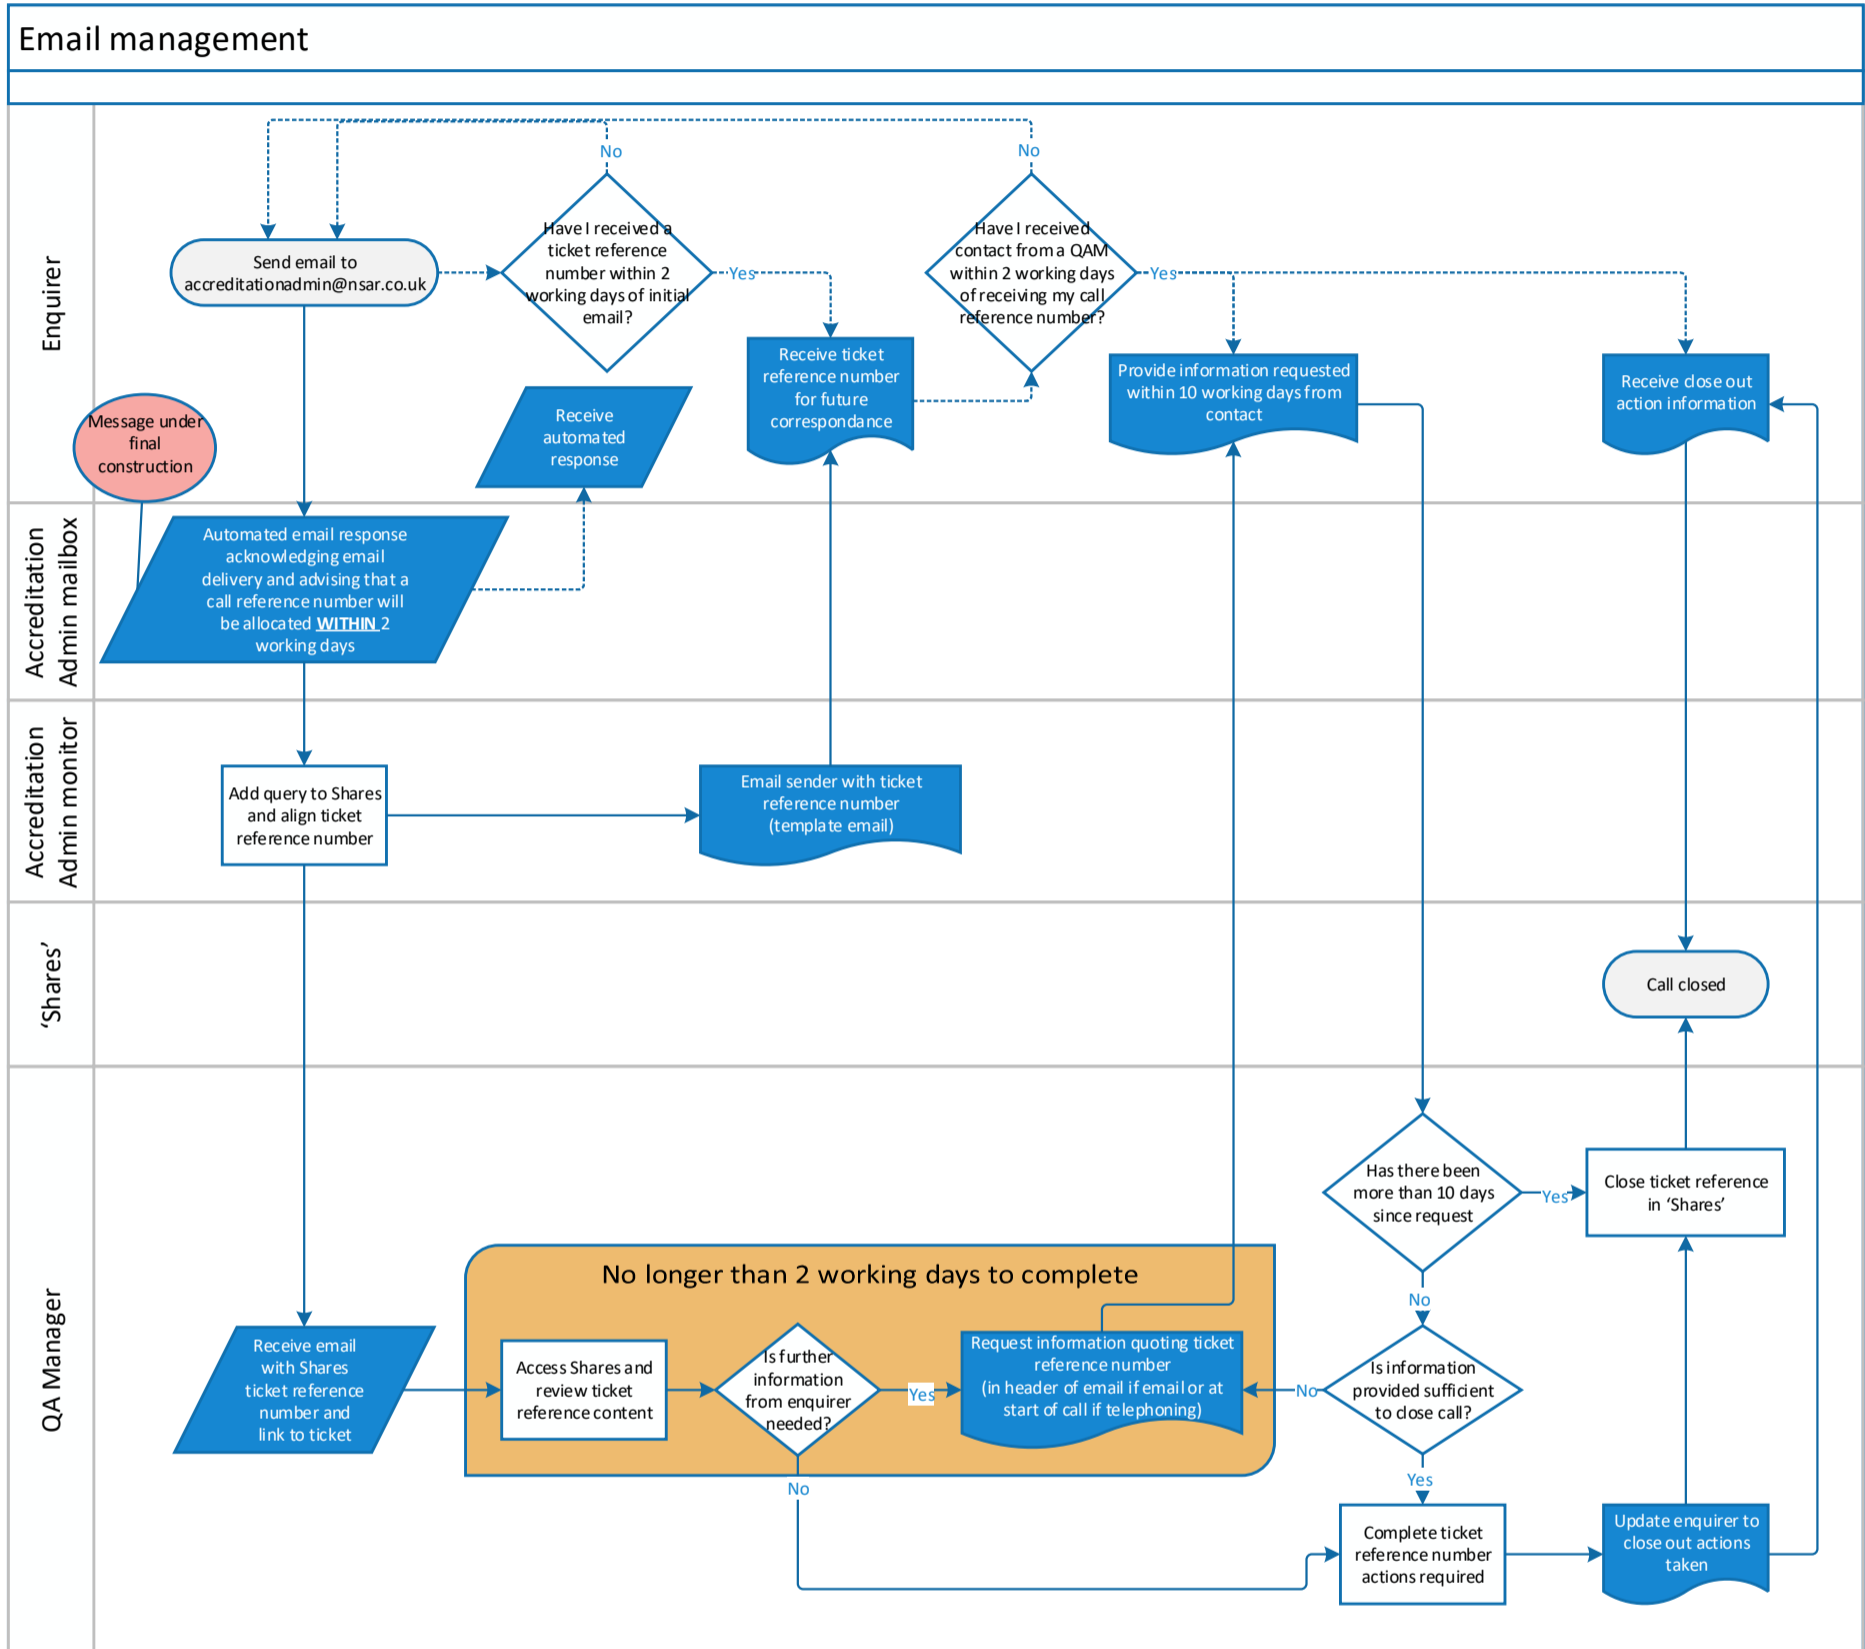 Email management
Enquirer
No
No
Have I received a
ticket reference
number within 2
working days of initial
email?
Have I received
contact from a QAM
within 2 working days
of receiving my call
reference number?
Send email to
accreditationadmin@nsar.co.uk
Yes
Yes
Receive ticket
reference number
for future
correspondance
Provide information requested
within 10 working days from
contact
Receive close out
action information
Message under
final
construction
Receive
automated
response
Accreditation
Admin mailbox
Automated email response
acknowledging email
delivery and advising that a
call reference number will
be allocated WITHIN 2
working days
Accreditation
Admin monitor
Add query to Shares
and align ticket
reference number
Email sender with ticket
reference number
(template email)
‘Shares’
Call closed
QA Manager
Has there been
more than 10 days
since request
Yes
Close ticket reference
in ‘Shares’
No
No longer than 2 working days to complete
Receive email
with Shares
ticket reference
number and
link to ticket
Access Shares and
review ticket
reference content
Is further
information
from enquirer
needed?
Yes
Request information quoting ticket
reference number
(in header of email if email or at
start of call if telephoning)
No
Is information
provided sufficient
to close call?
No
Yes
Complete ticket
reference number
actions required
Update enquirer to
close out actions
taken